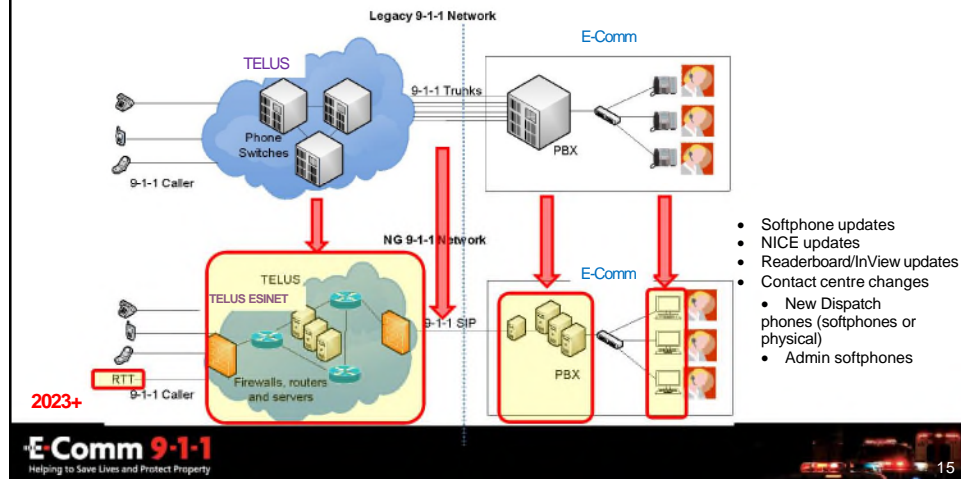 Legacy 9-1-1 Network
E-Comm
TELUS
9-1-1 Trunks
Phone
Switches
PBX
9-1-1 Caller
NG 9-1-1 Network
E-Comm
TELUS
TELUS ESINET
9-1-1 SIP
Firewalls, routers
and servers
PBX
RTT
9-1-1 Caller
2023+
• Softphone updates
• NICE updates
• Readerboard/InView updates
• Contact centre changes
• New Dispatch
phones (softphones or
physical)
• Admin softphones
E-Comm 9-1-1
Helping to Save Lives and Protect Property
15